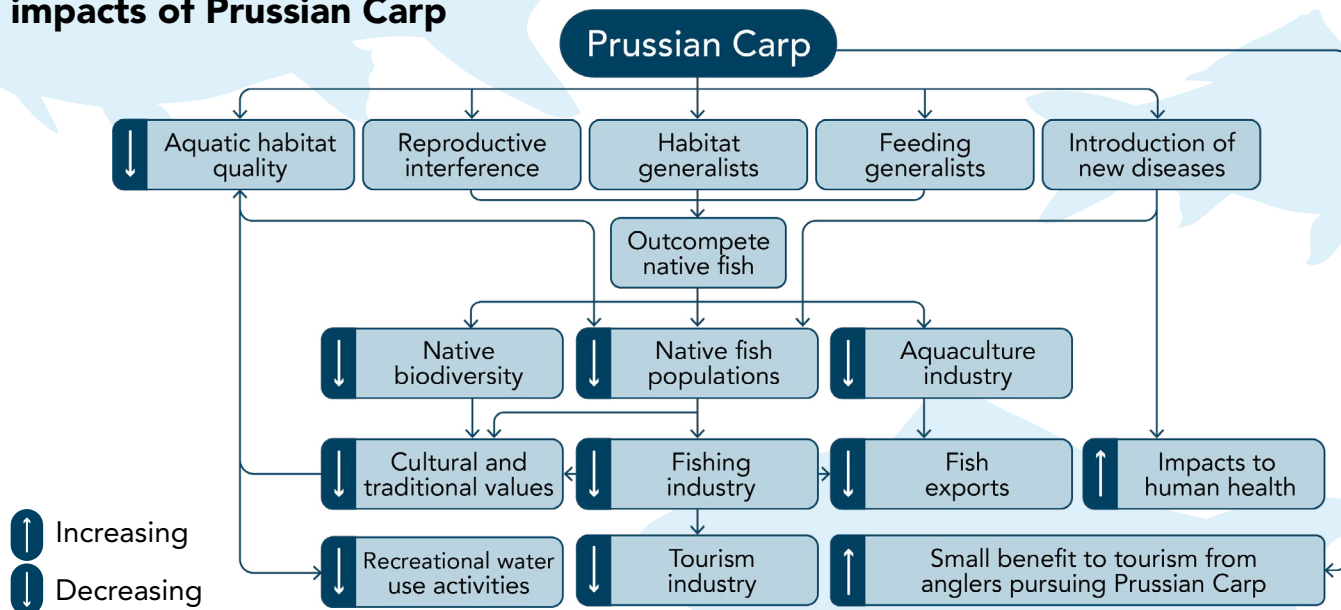 impacts of Prussian Carp
Prussian Carp
Aquatic habitat
quality
Reproductive
interference
Habitat
generalists
Feeding
generalists
Introduction of
new diseases
Outcompete
native fish
Native
biodiversity
Native fish
populations
Aquaculture
industry
Cultural and
traditional values
Fishing
industry
Fish
exports
Impacts to
human health
Increasing
Decreasing
Recreational water
use activities
Tourism
industry
Small benefit to tourism from
anglers pursuing Prussian Carp